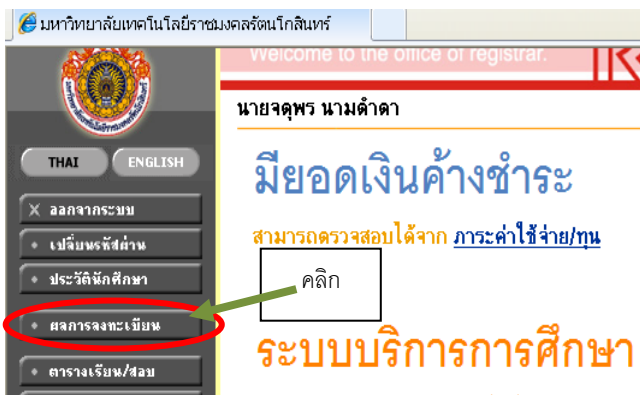 มหาวิทยาลัยเทคโนโลยีราชมงคลรัตนโกสินทร์
Welcome to the office of registrar.
นายจตุพร นามดำดา
THAI
ENGLISH
มียอดเงินค้างชำระ
ออกจากระบบ
สามารถตรวจสอบได้จาก ภาระค่าใช้จ่าย/ทุน
เปลี่ยนรหัสผ่าน
ประวัตินักศึกษา
คลิก
ผลการลงทะเบียน
ระบบบริการการศึกษา
ตารางเรียน/สอบ